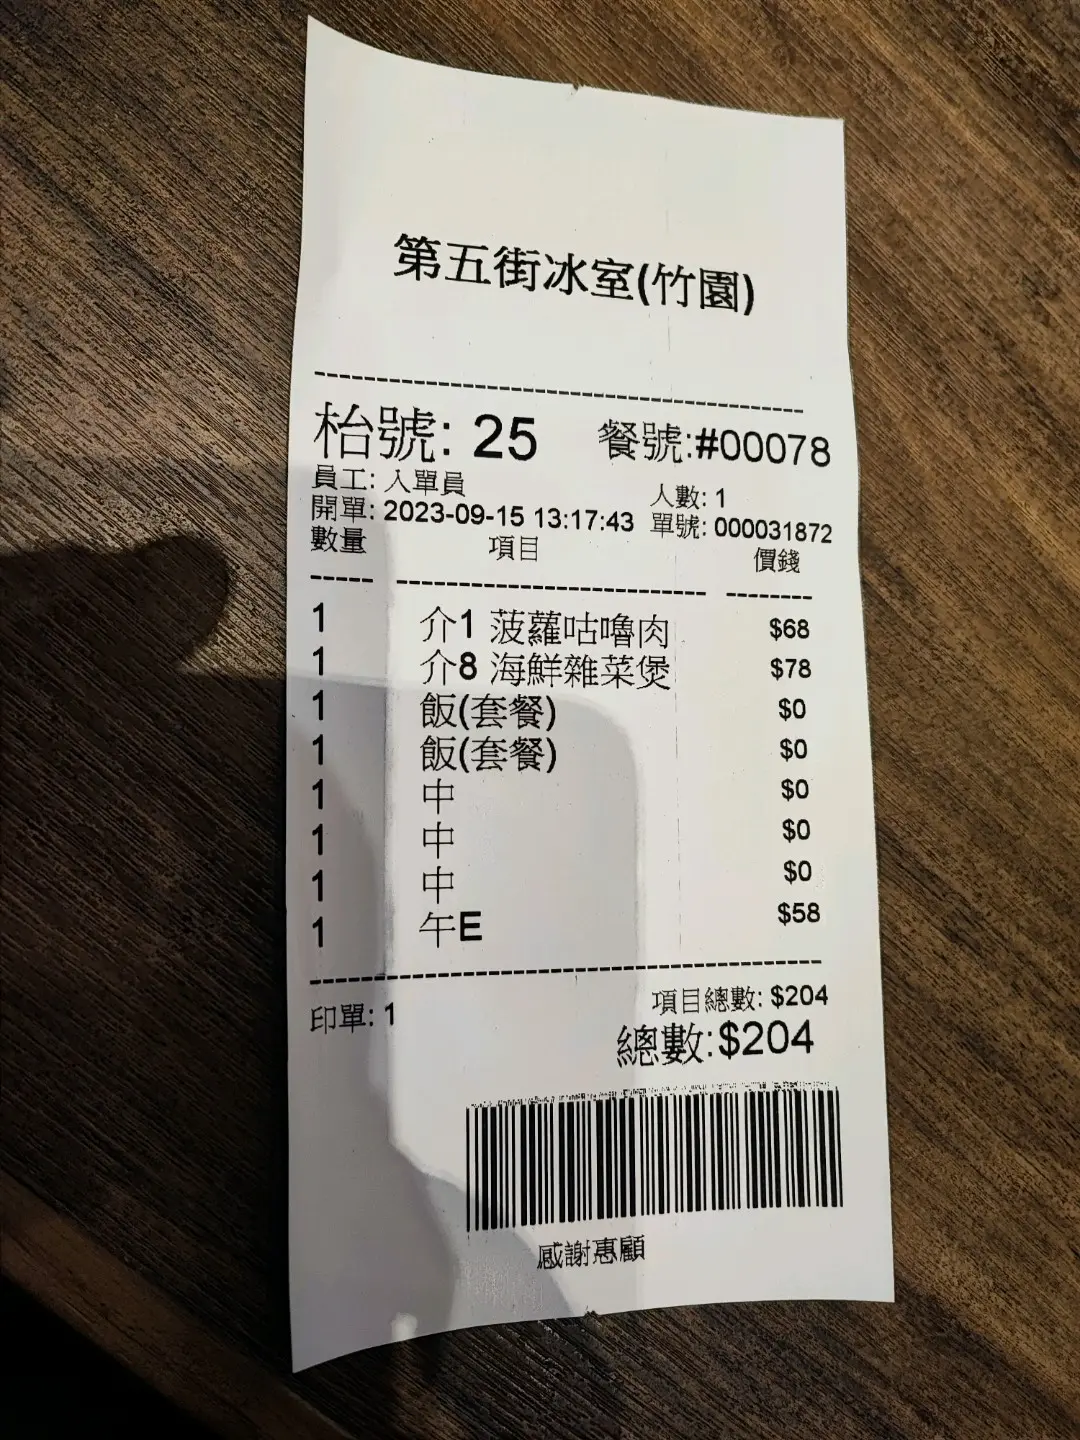 第五街冰室(竹園)
枱號: 25 餐號:#00078
員工: 入單員 人數: 1
開單: 2023-09-15 13:17:43 單號: 000031872
數量 項目 價錢
1 介1 菠蘿咕嚕肉 $68
1 介8 海鮮雜菜煲 $78
1 飯(套餐) $0
1 飯(套餐) $0
1 中 $0
1 中 $0
1 中 $0
1 午E $58
項目總數: $204
印單: 1
總數:$204
感謝惠顧